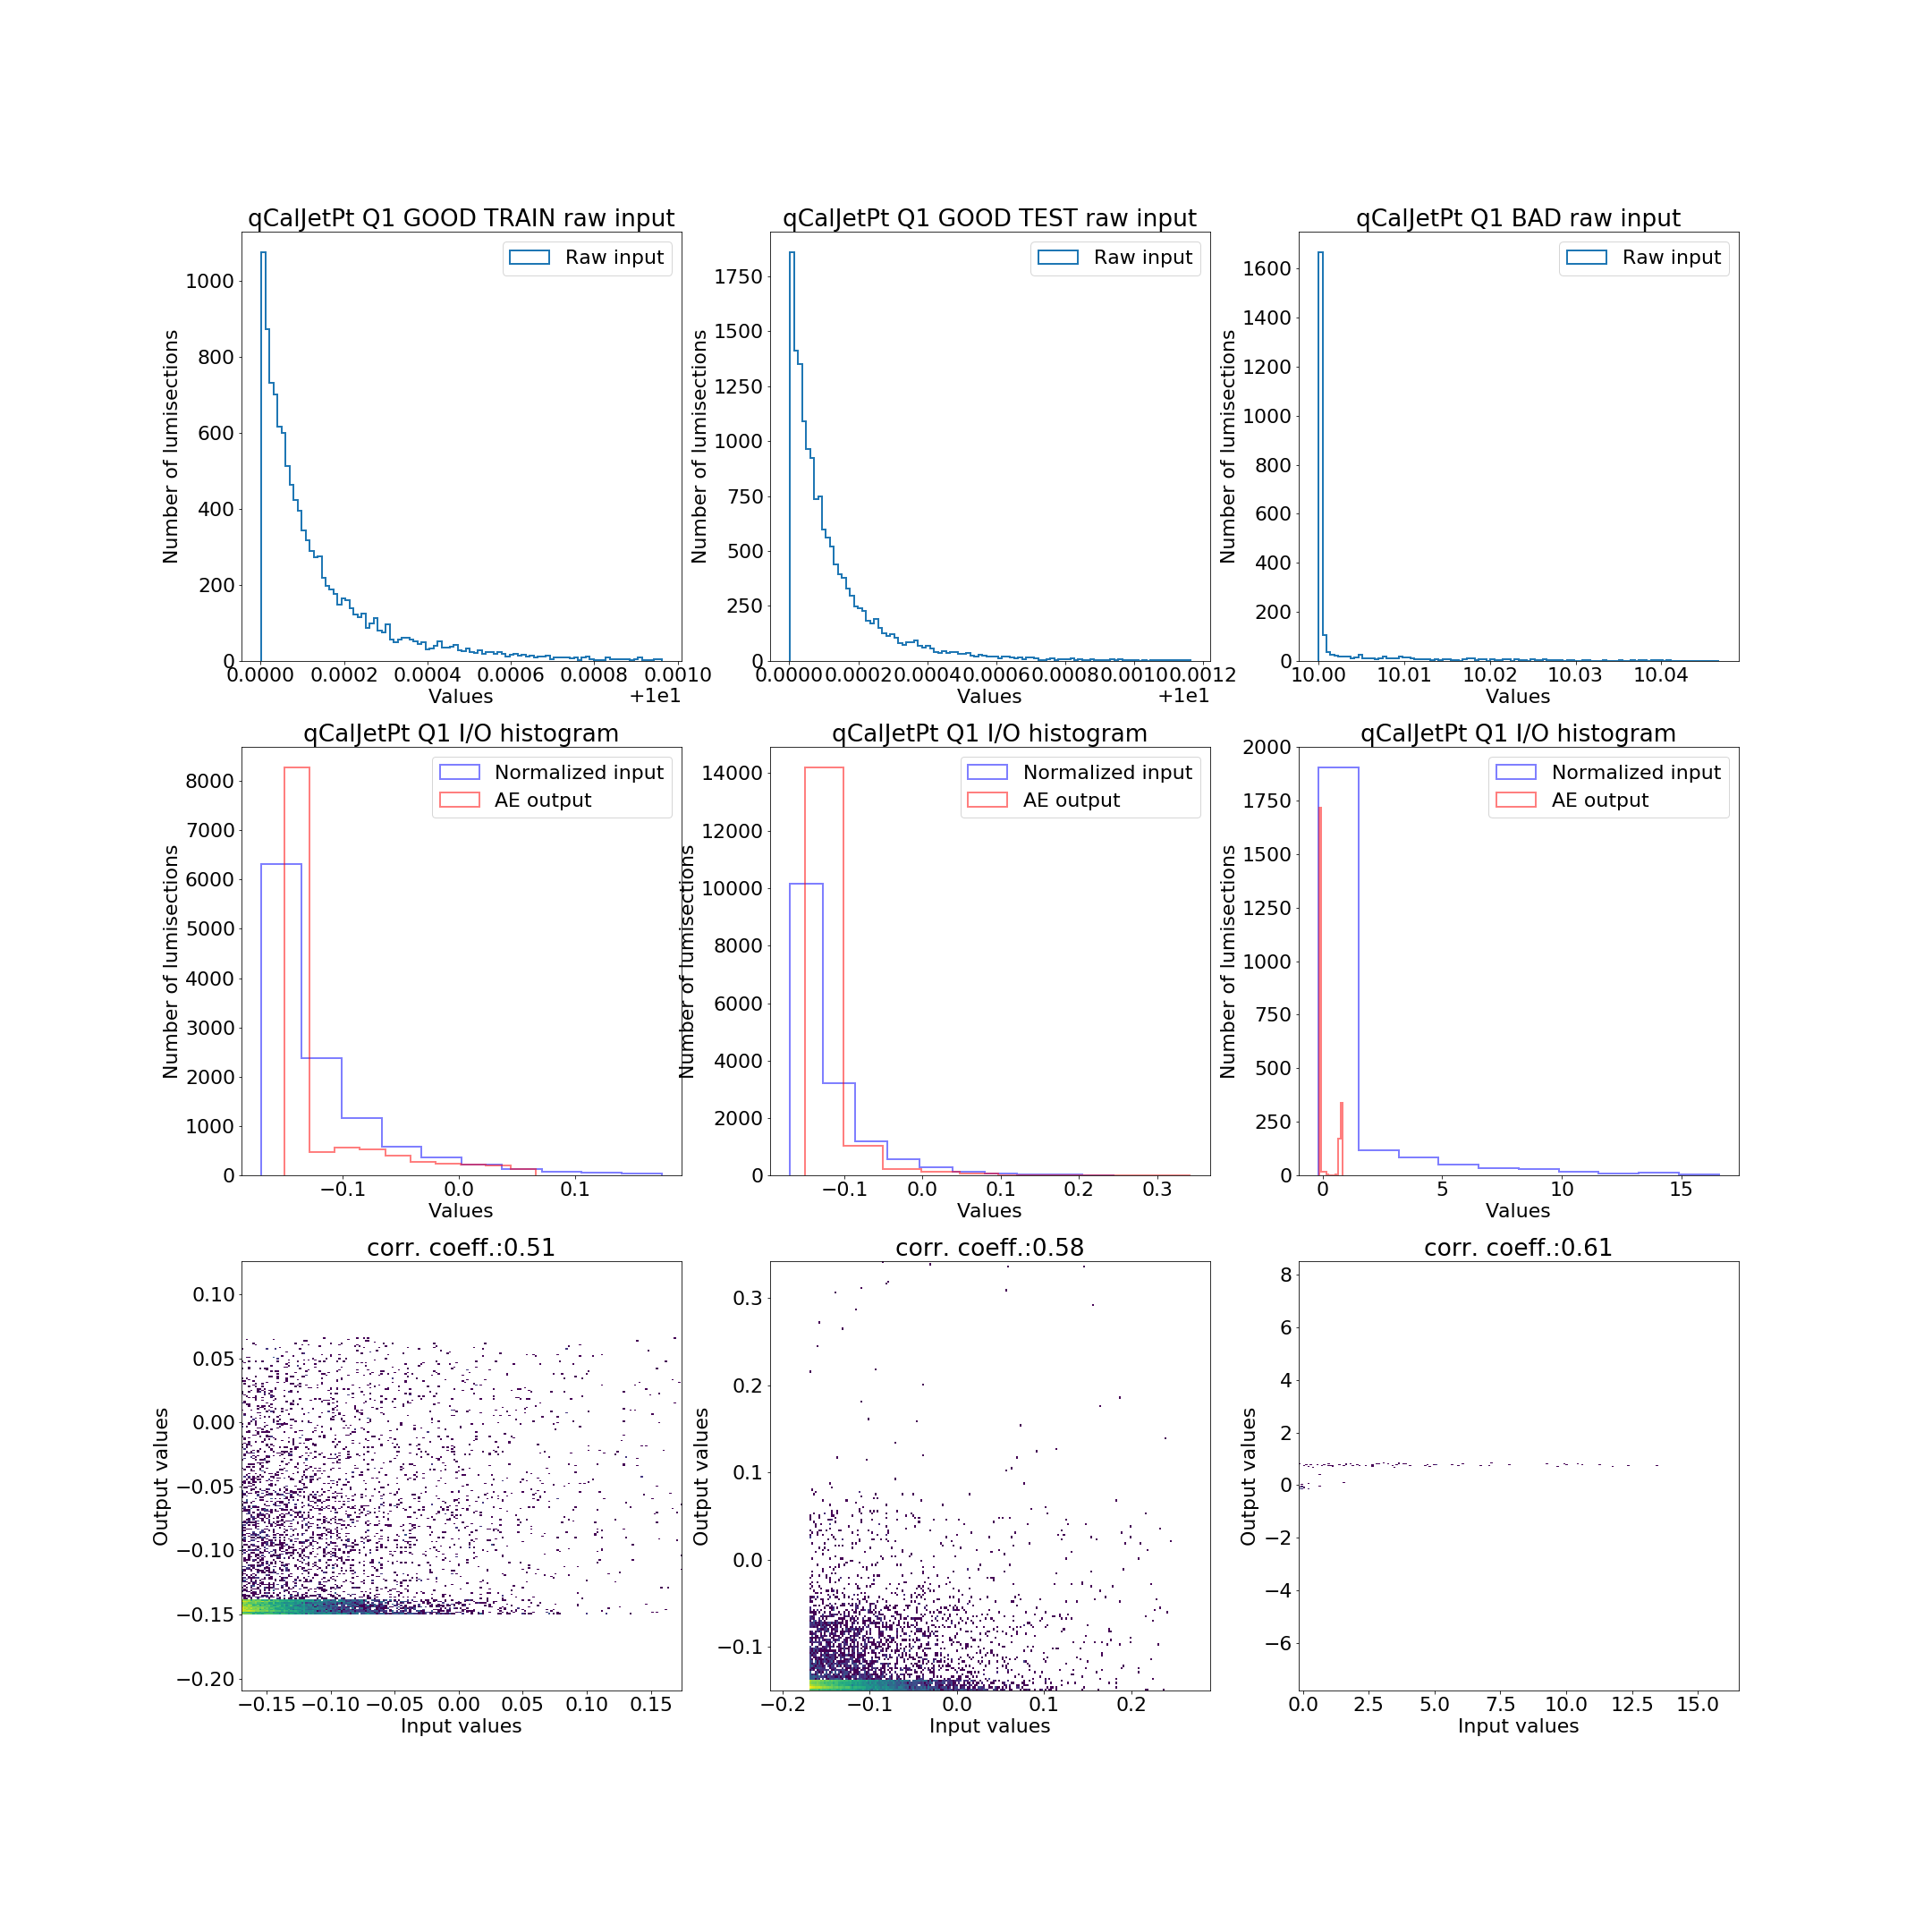 qCalJetPt Q1 GOOD TRAIN raw input
Raw input
Number of lumisections
1000
800
600
400
200
0
0.0000 0.0002 0.0004 0.0006 0.0008 0.0010
+1e1
Values
qCalJetPt Q1 GOOD TEST raw input
Raw input
Number of lumisections
1750
1500
1250
1000
750
500
250
0
0.0000 0.0002 0.0004 0.0006 0.0008 0.0010 0.0012
+1e1
Values
qCalJetPt Q1 BAD raw input
Raw input
Number of lumisections
1600
1400
1200
1000
800
600
400
200
0
10.00 10.01 10.02 10.03 10.04
Values
qCalJetPt Q1 I/O histogram
Normalized input
AE output
Number of lumisections
8000
7000
6000
5000
4000
3000
2000
1000
0
−0.1 0.0 0.1
Values
qCalJetPt Q1 I/O histogram
Normalized input
AE output
Number of lumisections
14000
12000
10000
8000
6000
4000
2000
0
−0.1 0.0 0.1 0.2 0.3
Values
qCalJetPt Q1 I/O histogram
Normalized input
AE output
Number of lumisections
2000
1750
1500
1250
1000
750
500
250
0
0 5 10 15
Values
corr. coeff.:0.51
Output values
0.10
0.05
0.00
−0.05
−0.10
−0.15
−0.20
−0.15 −0.10 −0.05 0.00 0.05 0.10 0.15
Input values
corr. coeff.:0.58
Output values
0.3
0.2
0.1
0.0
−0.1
−0.2 −0.1 0.0 0.1 0.2
Input values
corr. coeff.:0.61
Output values
8
6
4
2
0
−2
−4
−6
0.0 2.5 5.0 7.5 10.0 12.5 15.0
Input values